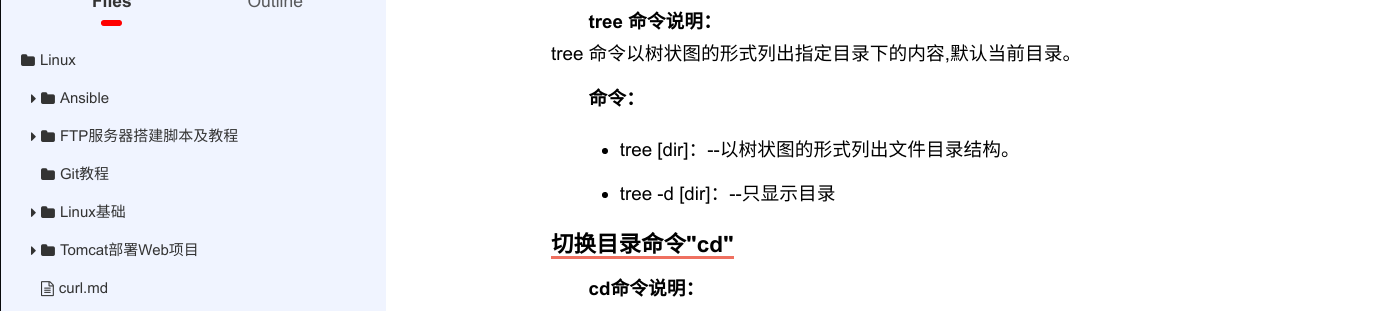 Files
Outline
Linux
Ansible
FTP服务器搭建脚本及教程
Git教程
Linux基础
Tomcat部署Web项目
curl.md
tree 命令说明：
tree 命令以树状图的形式列出指定目录下的内容,默认当前目录。
命令：
tree [dir]：--以树状图的形式列出文件目录结构。
tree -d [dir]：--只显示目录
切换目录命令"cd"
cd命令说明：